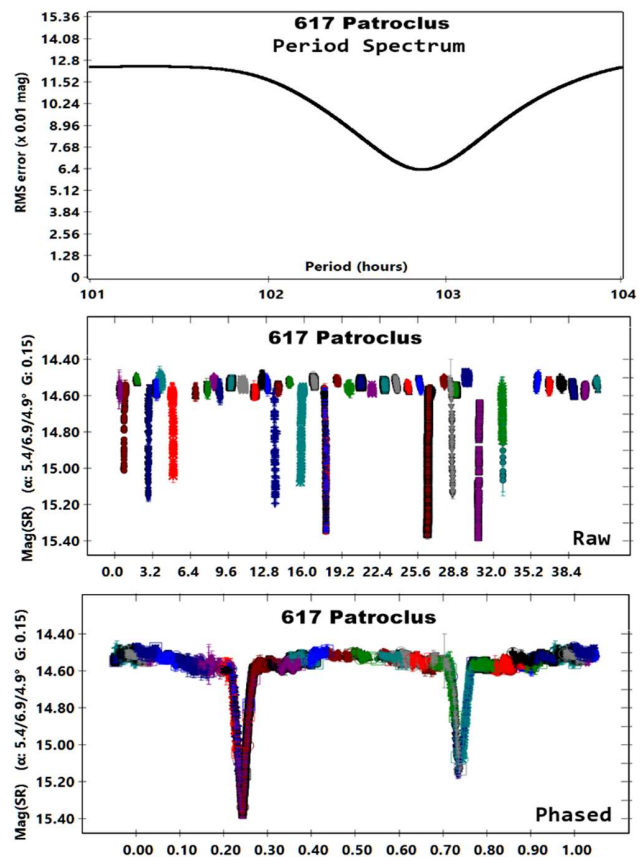 617 Patroclus
Period Spectrum
RMS error (x 0.01 mag)
15.36
14.08
12.8
11.52
10.24
8.96
7.68
6.4
5.12
3.84
2.56
1.28
0
Period (hours)
101 102 103 104
617 Patroclus
Mag(SR) (α: 5.4/6.9/4.9° G: 0.15)
14.40
14.60
14.80
15.00
15.20
15.40
Raw
0.0 3.2 6.4 9.6 12.8 16.0 19.2 22.4 25.6 28.8 32.0 35.2 38.4
617 Patroclus
Mag(SR) (α: 5.4/6.9/4.9° G: 0.15)
14.40
14.60
14.80
15.00
15.20
15.40
Phased
0.00 0.10 0.20 0.30 0.40 0.50 0.60 0.70 0.80 0.90 1.00